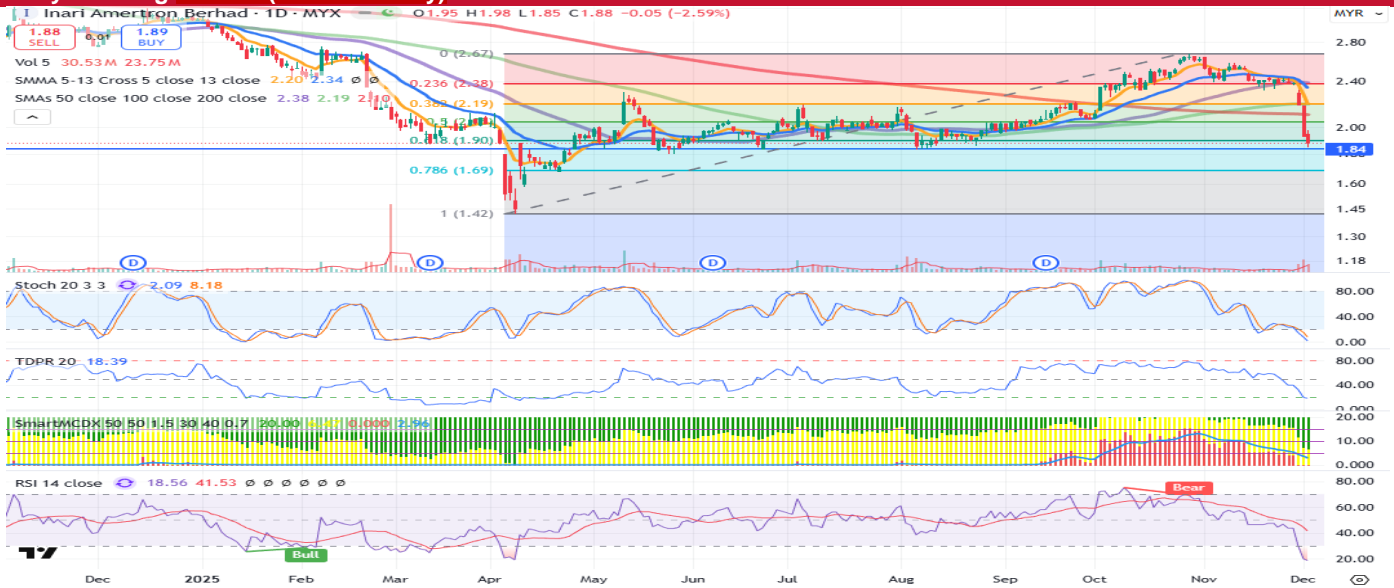 Inari Amertron Berhad · 1D · MYX O1.95 H1.98 L1.85 C1.88 −0.05 (−2.59%)
MYR
1.88
SELL
0.01
1.89
BUY
Vol 5 30.53M 23.75M
SMMA 5-13 Cross 5 close 13 close 2.20 2.34 Ø Ø
SMAs 50 close 100 close 200 close 2.38 2.19 2.10
0 (2.67)
0.236 (2.38)
0.382 (2.19)
0.618 (1.90)
0.786 (1.69)
1 (1.42)
2.80
2.40
2.00
1.84
1.60
1.45
1.30
1.18
D
D
D
D
Stoch 20 3 3 2.09 8.18
80.00
40.00
0.00
TDPR 20 18.39
80.00
40.00
0.000
SmartMCDX 50 50 1.5 30 40 0.7 20.00 0.000 2.96
20.00
10.00
0.000
RSI 14 close 18.56 41.53 Ø Ø Ø Ø Ø Ø
Bear
Bull
80.00
60.00
40.00
20.00
Dec 2025 Feb Mar Apr May Jun Jul Aug Sep Oct Nov Dec